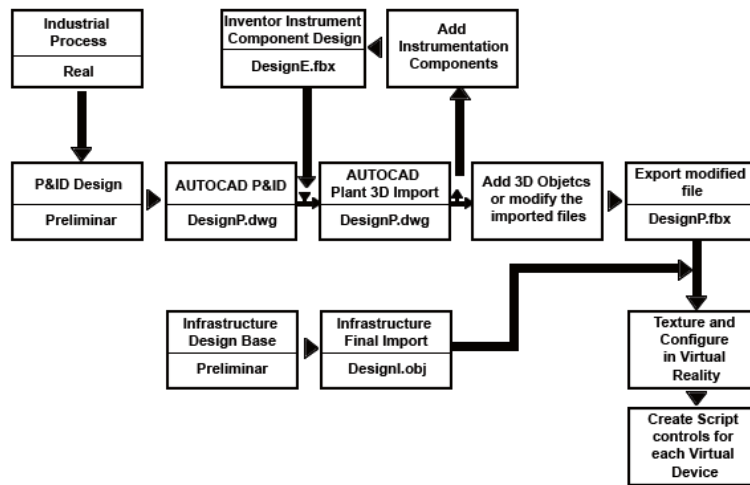 Industrial
Process
Real
Inventor Instrument
Component Design
DesignE.fbx
Add
Instrumentation
Components
P&ID Design
Preliminar
AUTOCAD P&ID
DesignP.dwg
AUTOCAD
Plant 3D Import
DesignP.dwg
Add 3D Objetcs
or modify the
imported files
Export modified
file
DesignP.fbx
Infrastructure
Design Base
Preliminar
Infrastructure
Final Import
DesignI.obj
Texture and
Configure
in Virtual
Reality
Create Script
controls for
each Virtual
Device